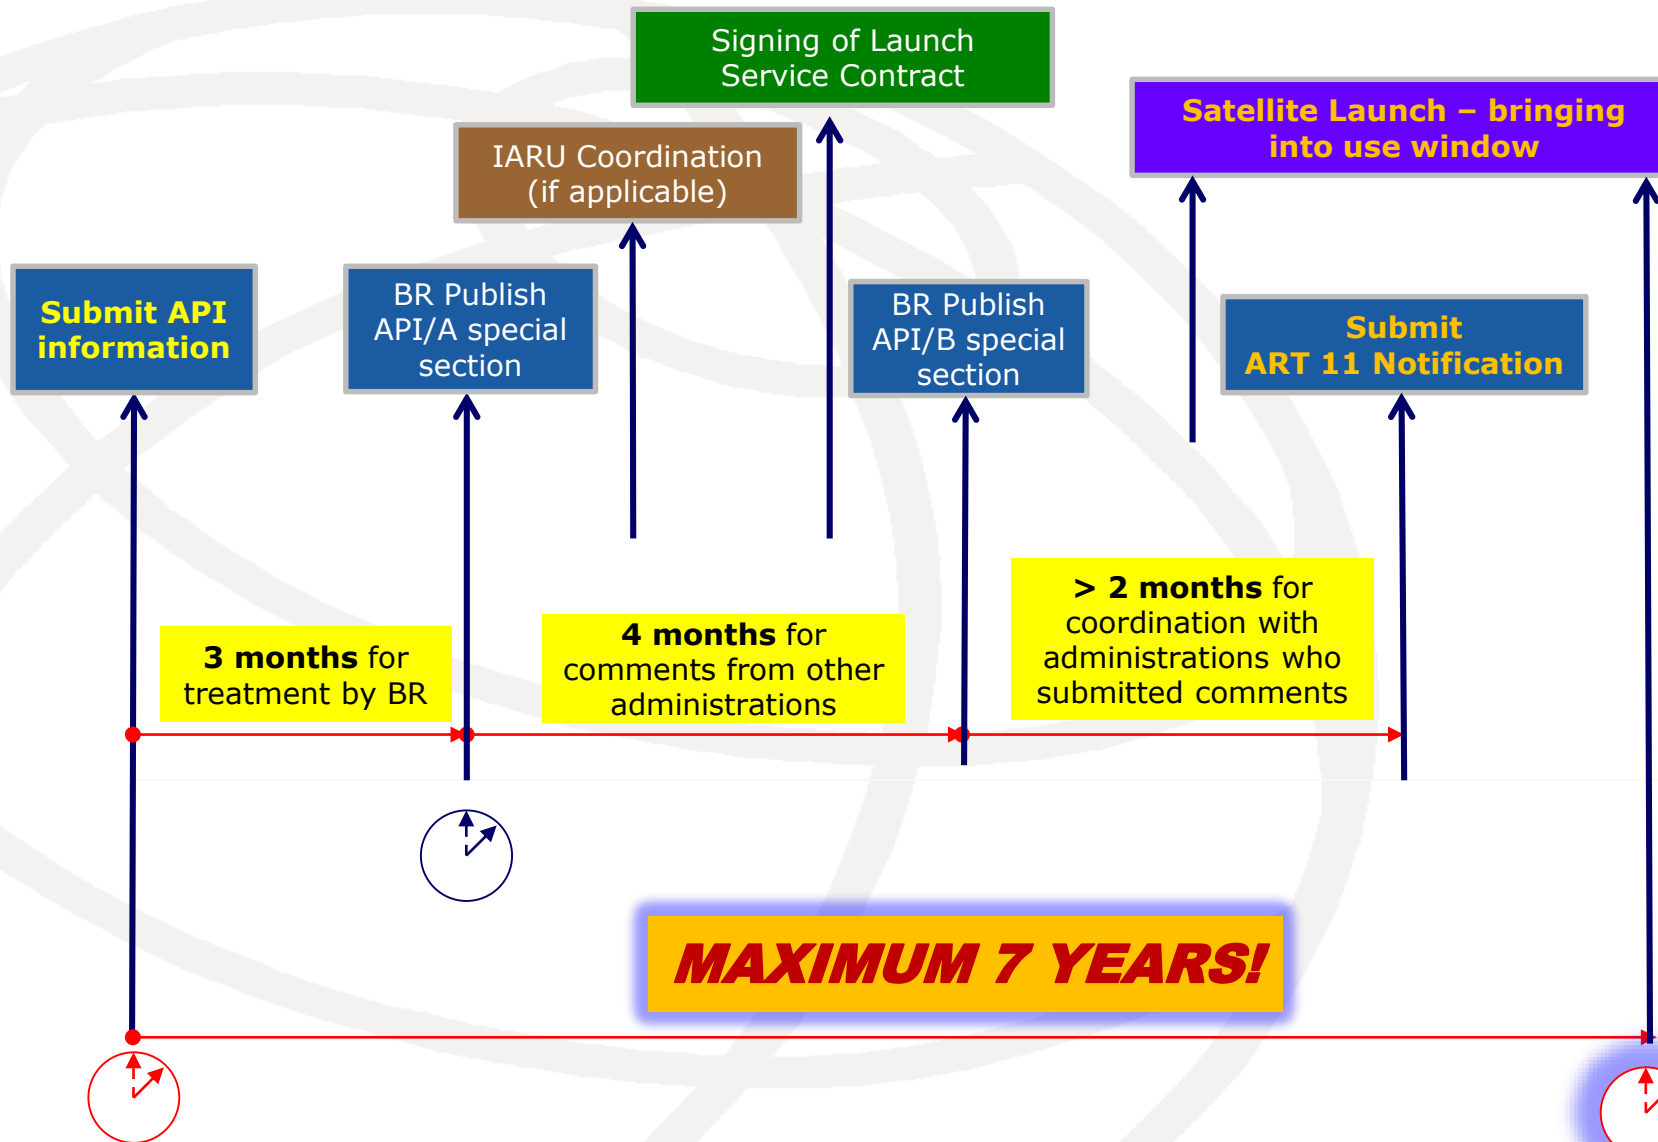 Signing of Launch
Service Contract
Satellite Launch – bringing
into use window
IARU Coordination
(if applicable)
Submit API
information
BR Publish
API/A special
section
BR Publish
API/B special
section
Submit
ART 11 Notification
3 months for
treatment by BR
4 months for
comments from other
administrations
> 2 months for
coordination with
administrations who
submitted comments
MAXIMUM 7 YEARS!